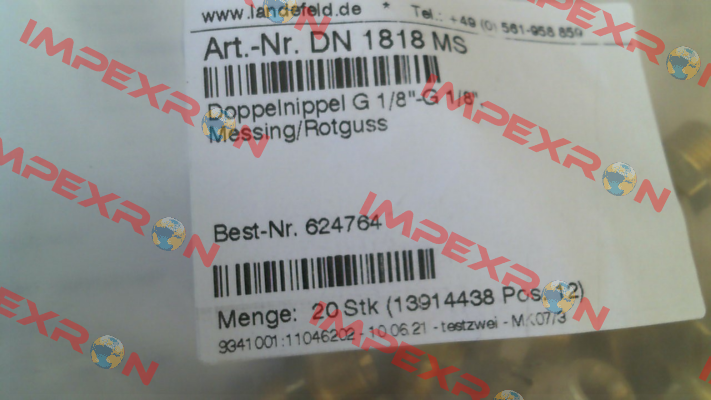 www.landefeld.de * Tel.: +49 (0) 561-958 859
Art.-Nr. DN 1818 MS
Doppelnippel G 1/8"-G 1/8"
Messing/Rotguss
Best-Nr. 624764
Menge: 20 Stk (13914438 Pos. 12)
9341001:11046202 - 10.06.21 - testzwei - MK07/3
IMPEXRON
IMPEXRON
IMPEXRON
IMPEXRON
IMPEXRON